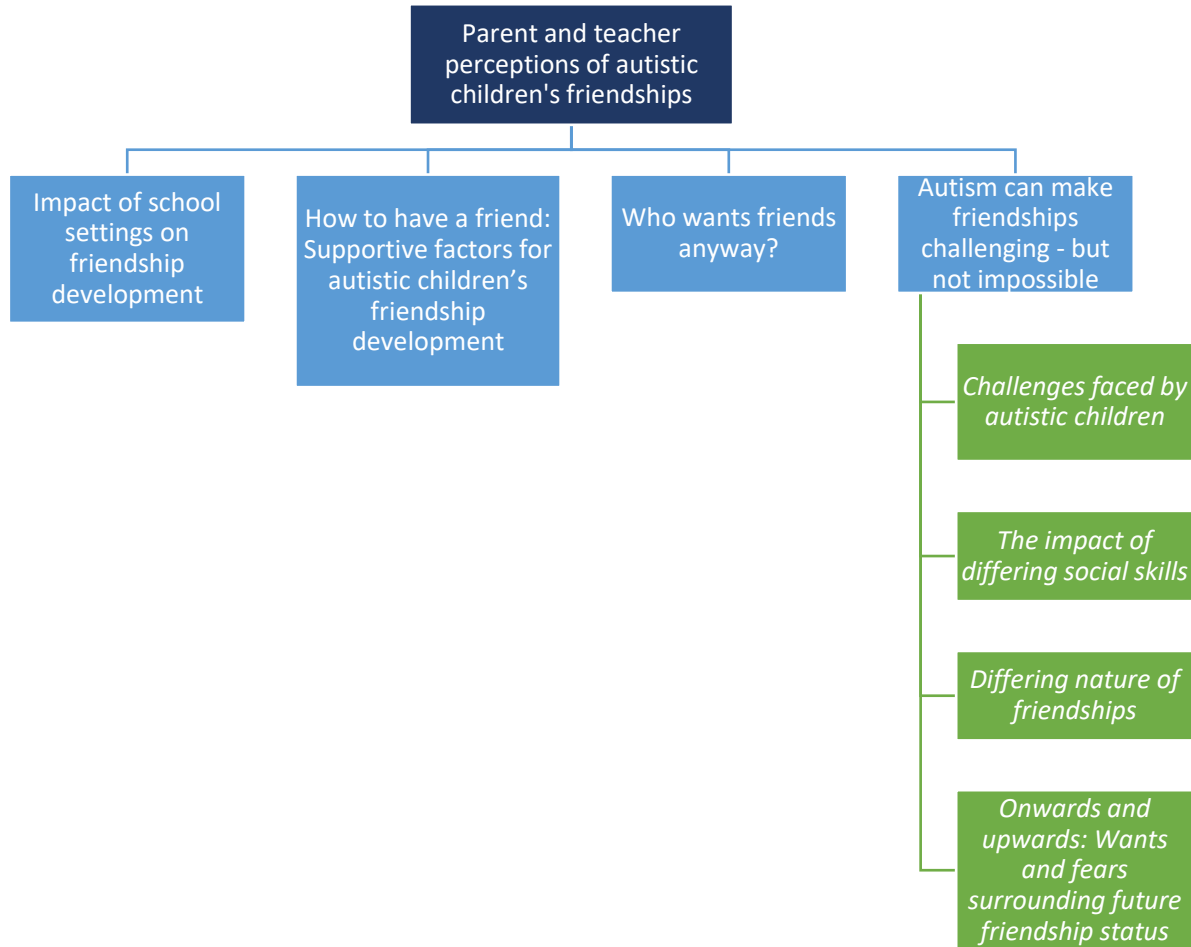 Parent and teacher
perceptions of autistic
children's friendships
Impact of school
settings on
friendship
development
How to have a friend:
Supportive factors for
autistic children’s
friendship
development
Who wants friends
anyway?
Autism can make
friendships
challenging - but
not impossible
Challenges faced by
autistic children
The impact of
differing social skills
Differing nature of
friendships
Onwards and
upwards: Wants
and fears
surrounding future
friendship status